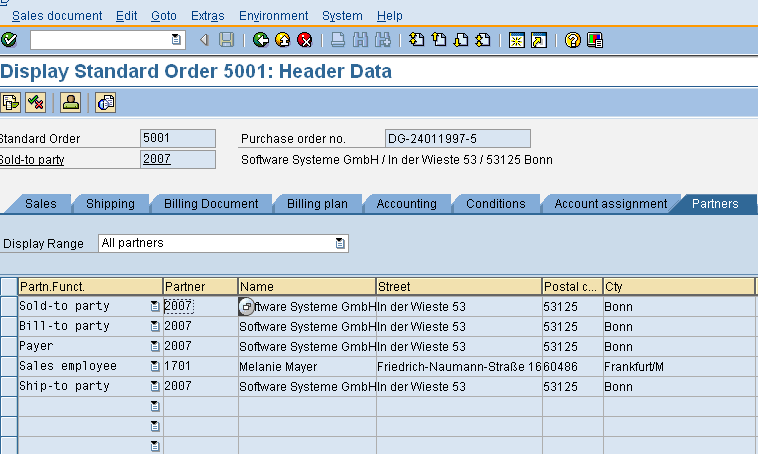 Sales document Edit Goto Extras Environment System Help
Display Standard Order 5001: Header Data
Standard Order 5001 Purchase order no. DG-24011997-5
Sold-to party 2007 Software Systeme GmbH / In der Wieste 53 / 53125 Bonn
Sales Shipping Billing Document Billing plan Accounting Conditions Account assignment Partners
Display Range All partners
Partn.Funct. Partner Name Street Postal c... Cty
Sold-to party 2007 ftware Systeme GmbH In der Wieste 53 53125 Bonn
Bill-to party 2007 Software Systeme GmbH In der Wieste 53 53125 Bonn
Payer 2007 Software Systeme GmbH In der Wieste 53 53125 Bonn
Sales employee 1701 Melanie Mayer Friedrich-Naumann-Straße 16 60486 Frankfurt/M
Ship-to party 2007 Software Systeme GmbH In der Wieste 53 53125 Bonn